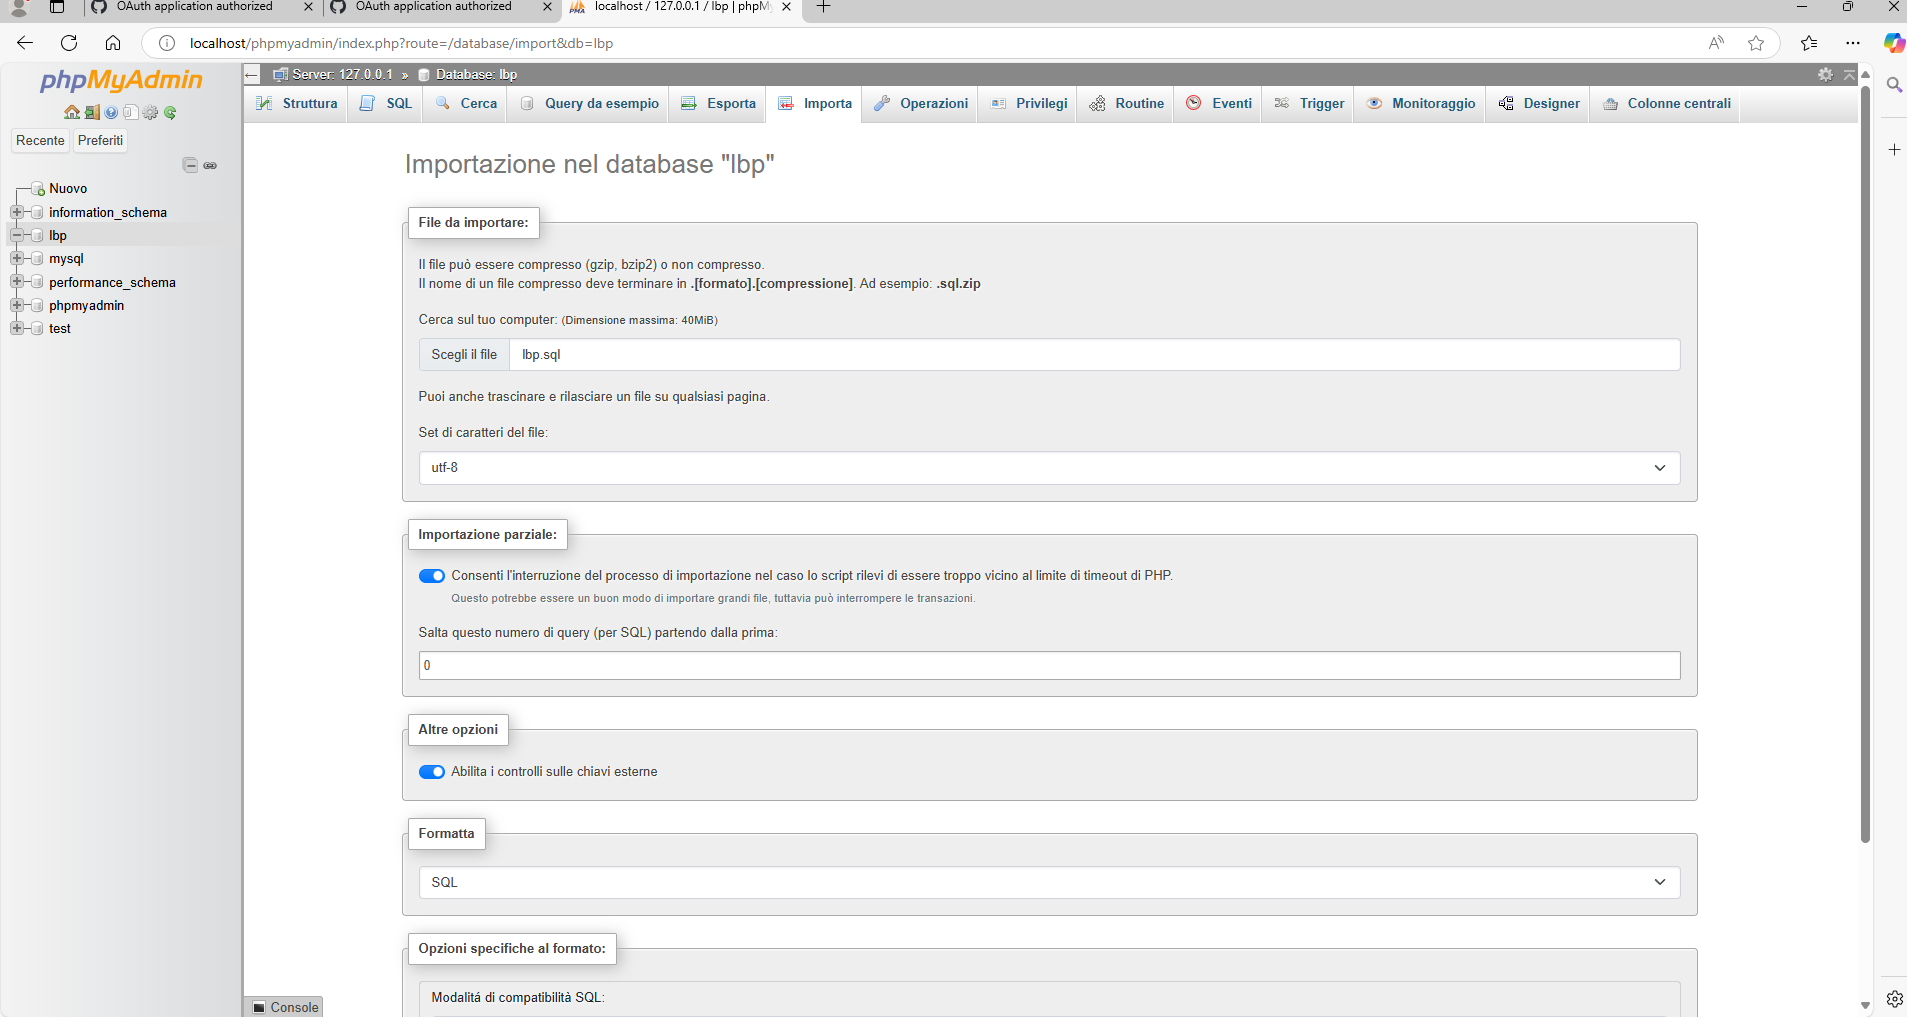 OAuth application authorized
OAuth application authorized
localhost / 127.0.0.1 / lbp | phpMy
localhost/phpmyadmin/index.php?route=/database/import&db=lbp
phpMyAdmin
Recente
Preferiti
Nuovo
information_schema
lbp
mysql
performance_schema
phpmyadmin
test
Server: 127.0.0.1 » Database: lbp
Struttura
SQL
Cerca
Query da esempio
Esporta
Importa
Operazioni
Privilegi
Routine
Eventi
Trigger
Monitoraggio
Designer
Colonne centrali
Importazione nel database "lbp"
File da importare:
Il file può essere compresso (gzip, bzip2) o non compresso.
Il nome di un file compresso deve terminare in .[formato].[compressione]. Ad esempio: .sql.zip
Cerca sul tuo computer: (Dimensione massima: 40MiB)
Scegli il file
lbp.sql
Puoi anche trascinare e rilasciare un file su qualsiasi pagina.
Set di caratteri del file:
utf-8
Importazione parziale:
Consenti l'interruzione del processo di importazione nel caso lo script rilevi di essere troppo vicino al limite di timeout di PHP.
Questo potrebbe essere un buon modo di importare grandi file, tuttavia può interrompere le transazioni.
Salta questo numero di query (per SQL) partendo dalla prima:
0
Altre opzioni
Abilita i controlli sulle chiavi esterne
Formatta
SQL
Opzioni specifiche al formato:
Modalitá di compatibilità SQL:
Console